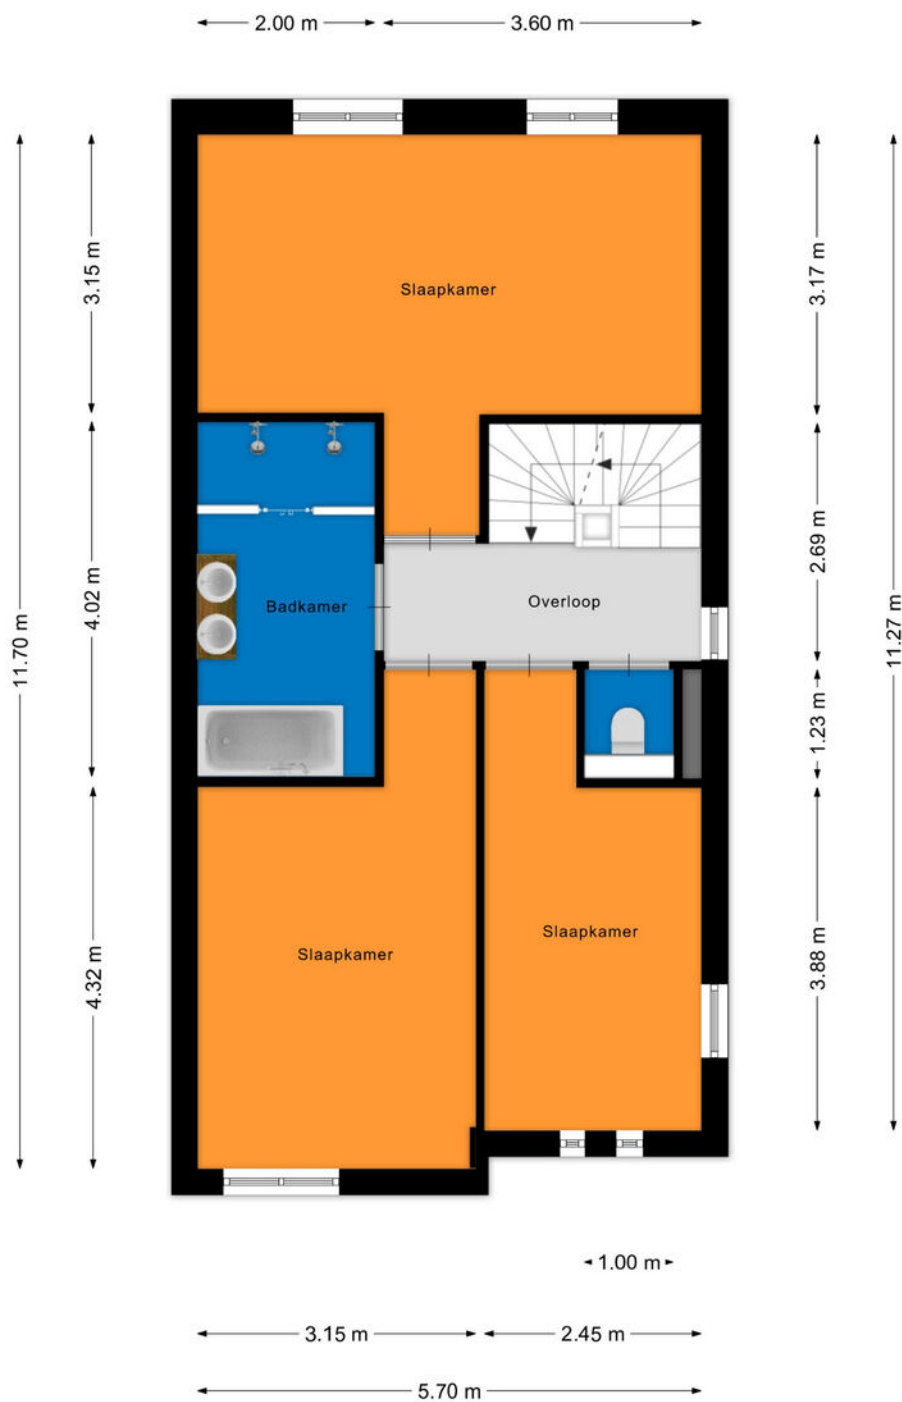 2.00 m
3.60 m
3.15 m
3.17 m
Slaapkamer
11.70 m
4.02 m
2.69 m
11.27 m
Badkamer
Overloop
1.23 m
4.32 m
3.88 m
Slaapkamer
Slaapkamer
1.00 m
3.15 m
2.45 m
5.70 m